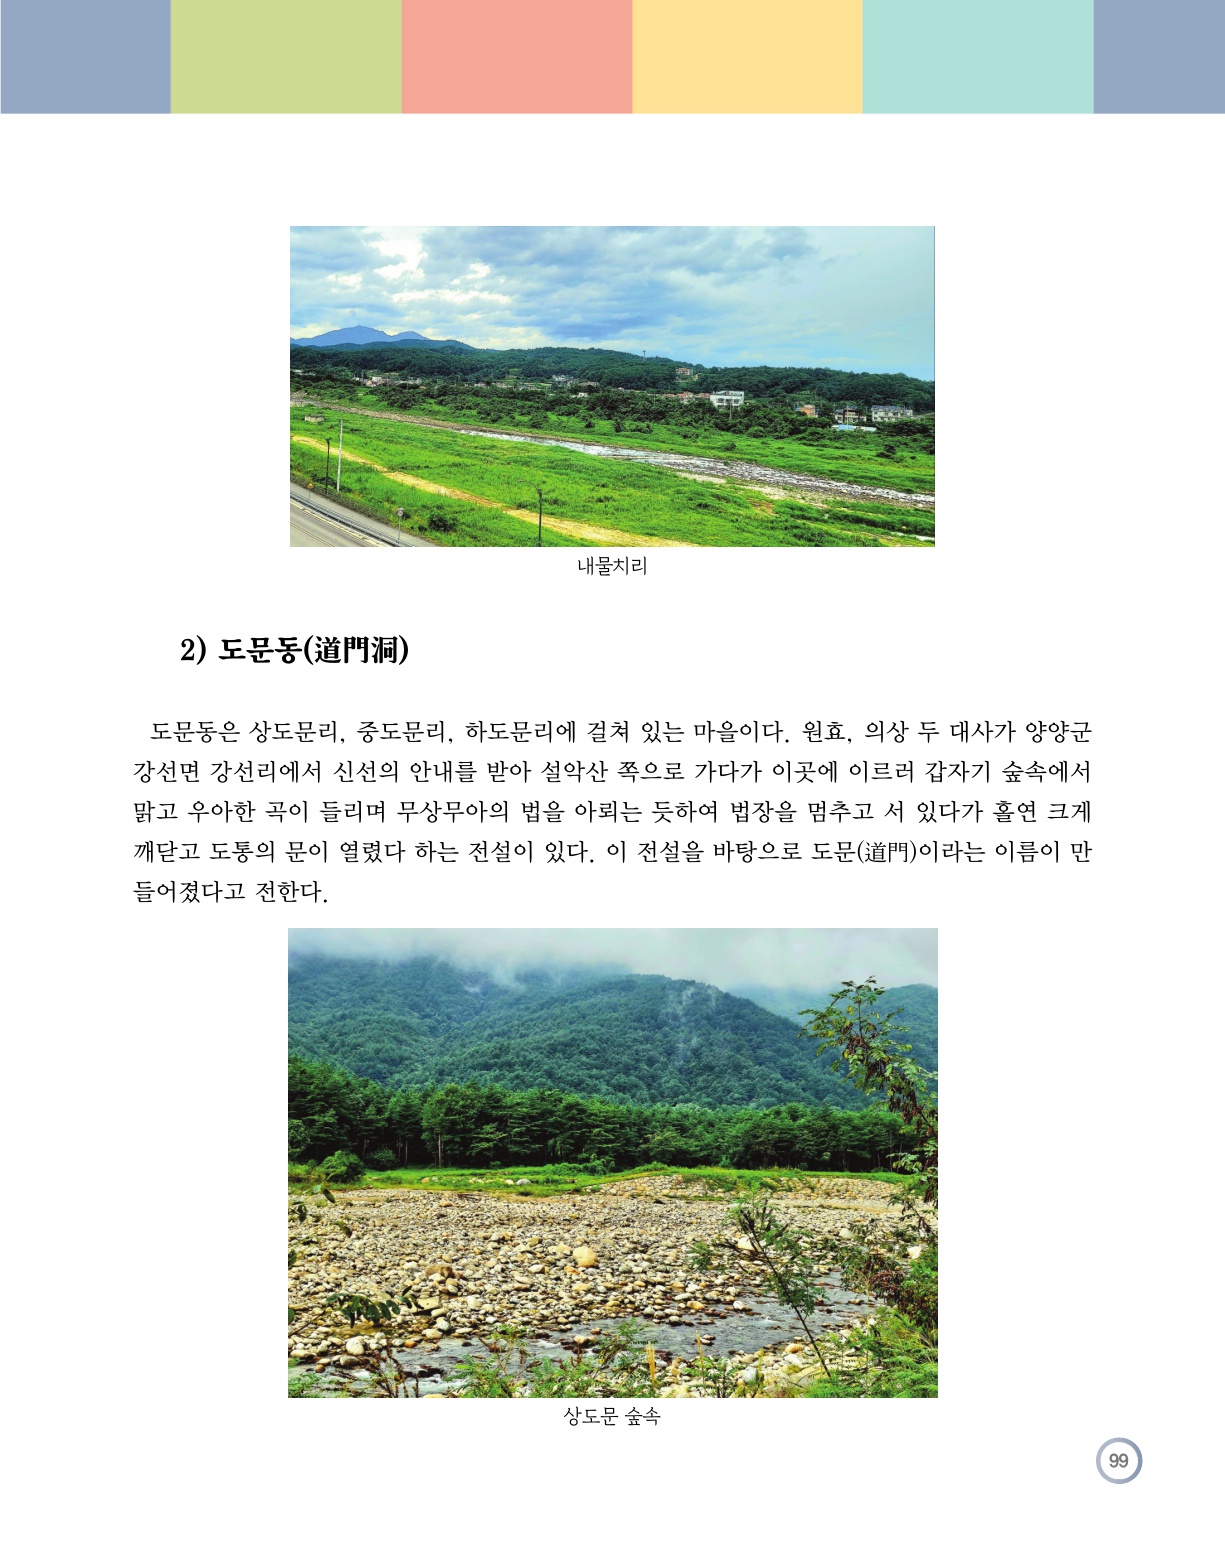 내물치리
2) 도문동(道門洞)
도문동은 상도문리, 중도문리, 하도문리에 걸쳐 있는 마을이다. 원효, 의상 두 대사가 양양군
강선면 강선리에서 신선의 안내를 받아 설악산 쪽으로 가다가 이곳에 이르러 갑자기 숲속에서
맑고 우아한 곡이 들리며 무상무아의 법을 아뢰는 듯하여 법장을 멈추고 서 있다가 홀연 크게
깨닫고 도통의 문이 열렸다 하는 전설이 있다. 이 전설을 바탕으로 도문(道門)이라는 이름이 만
들어졌다고 전한다.
상도문 숲속
99